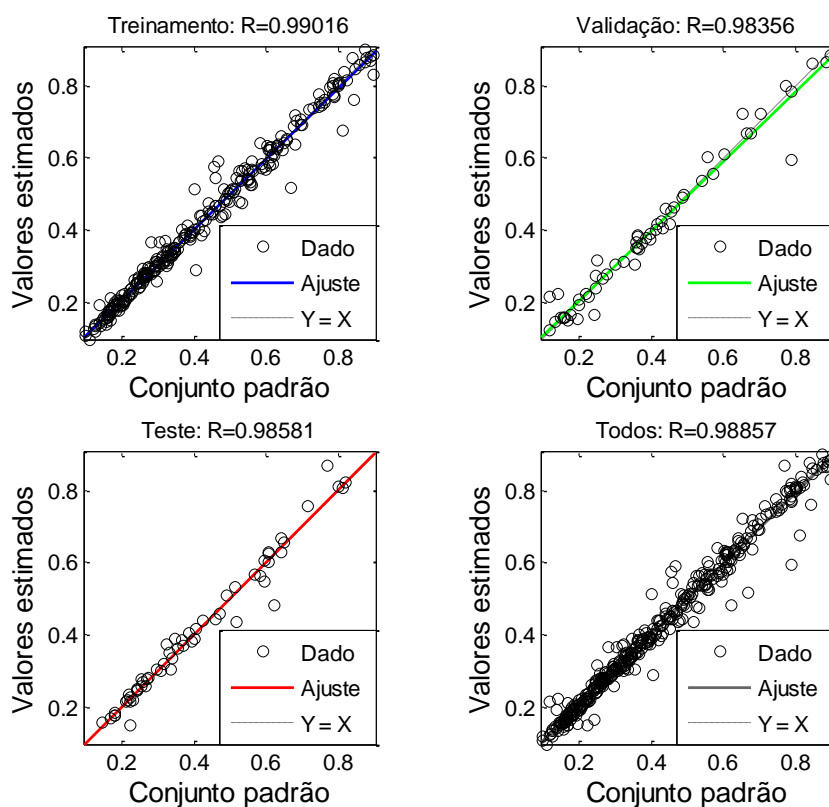 Treinamento: R=0.99016
Valores estimados
0.8
0.6
0.4
0.2
0.2 0.4 0.6 0.8
Conjunto padrão
Dado
Ajuste
Y = X
Validação: R=0.98356
Valores estimados
0.8
0.6
0.4
0.2
0.2 0.4 0.6 0.8
Conjunto padrão
Dado
Ajuste
Y = X
Teste: R=0.98581
Valores estimados
0.8
0.6
0.4
0.2
0.2 0.4 0.6 0.8
Conjunto padrão
Dado
Ajuste
Y = X
Todos: R=0.98857
Valores estimados
0.8
0.6
0.4
0.2
0.2 0.4 0.6 0.8
Conjunto padrão
Dado
Ajuste
Y = X